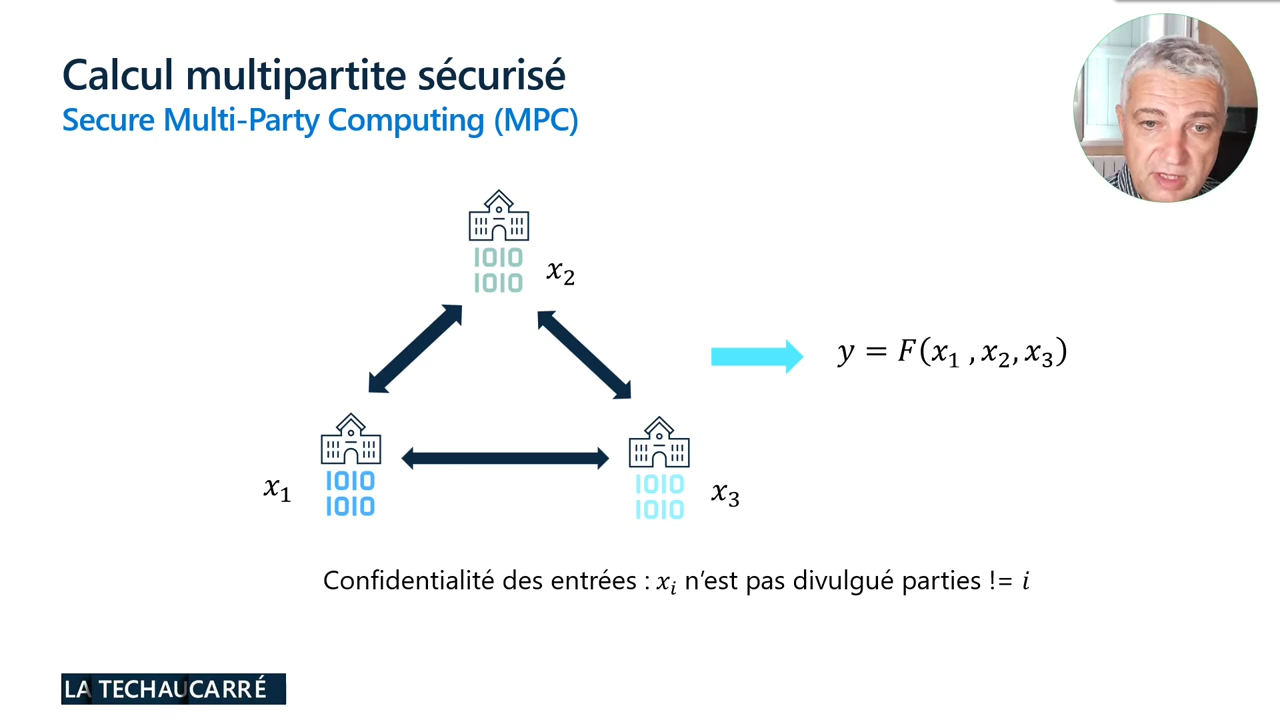 Calcul multipartite sécurisé
Secure Multi-Party Computing (MPC)
1010
1010
x₂
y = F(x₁ , x₂, x₃)
x₁
1010
1010
1010
1010
x₃
Confidentialité des entrées : xᵢ n’est pas divulgué parties != i
LA TECHAUCARRÉ